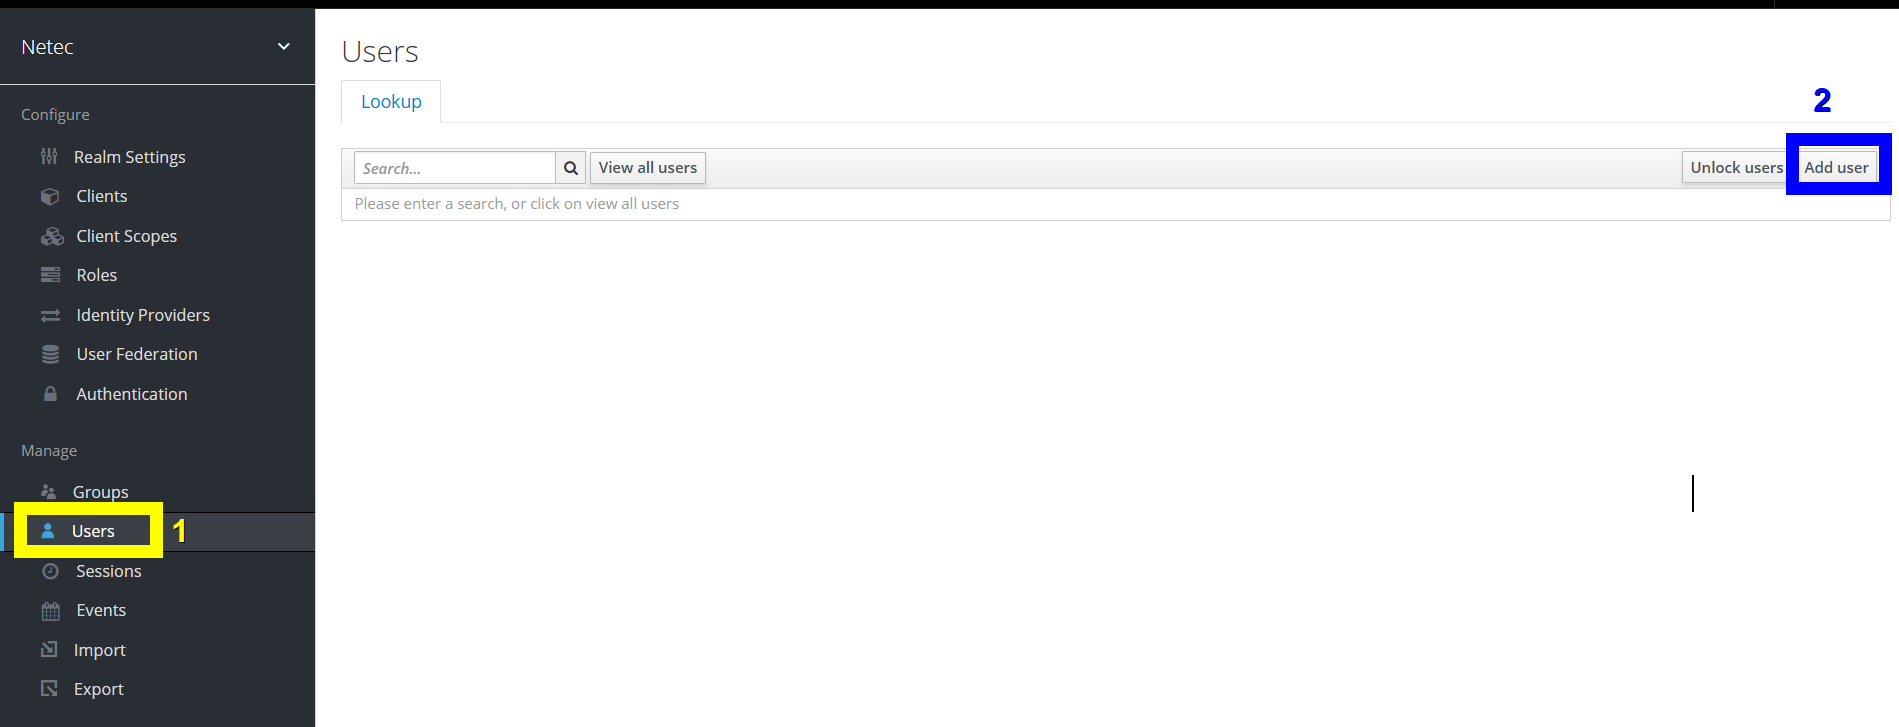 Netec
Configure
Realm Settings
Clients
Client Scopes
Roles
Identity Providers
User Federation
Authentication
Manage
Groups
Users 1
Sessions
Events
Import
Export
Users
Lookup
2
Search... View all users Unlock users Add user
Please enter a search, or click on view all users